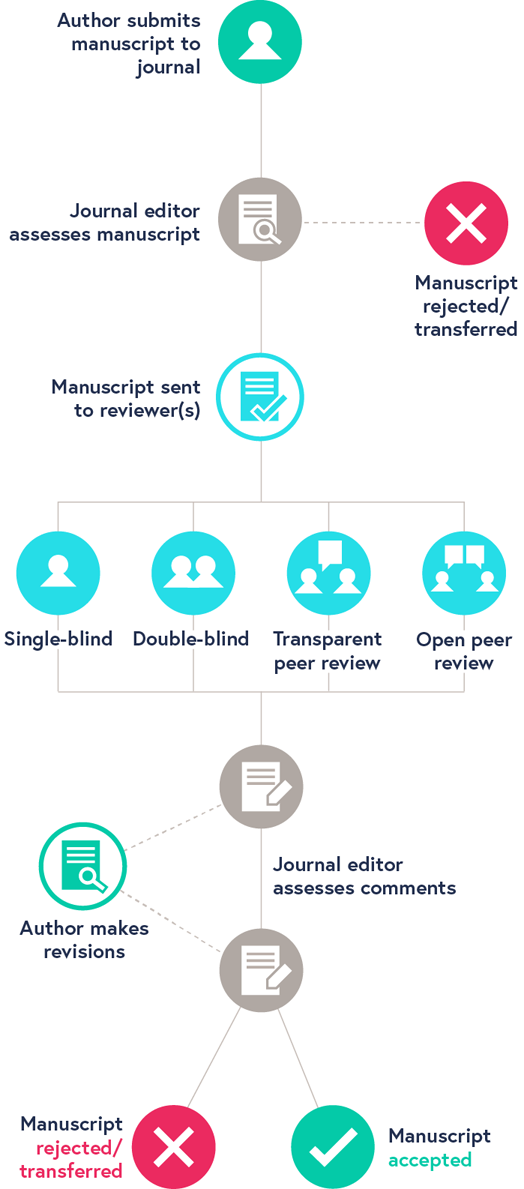 Author submits
manuscript to
journal
Journal editor
assesses manuscript
Manuscript
rejected/
transferred
Manuscript sent
to reviewer(s)
Single-blind
Double-blind
Transparent
peer review
Open peer
review
Journal editor
assesses comments
Author makes
revisions
Manuscript
rejected/
transferred
Manuscript
accepted